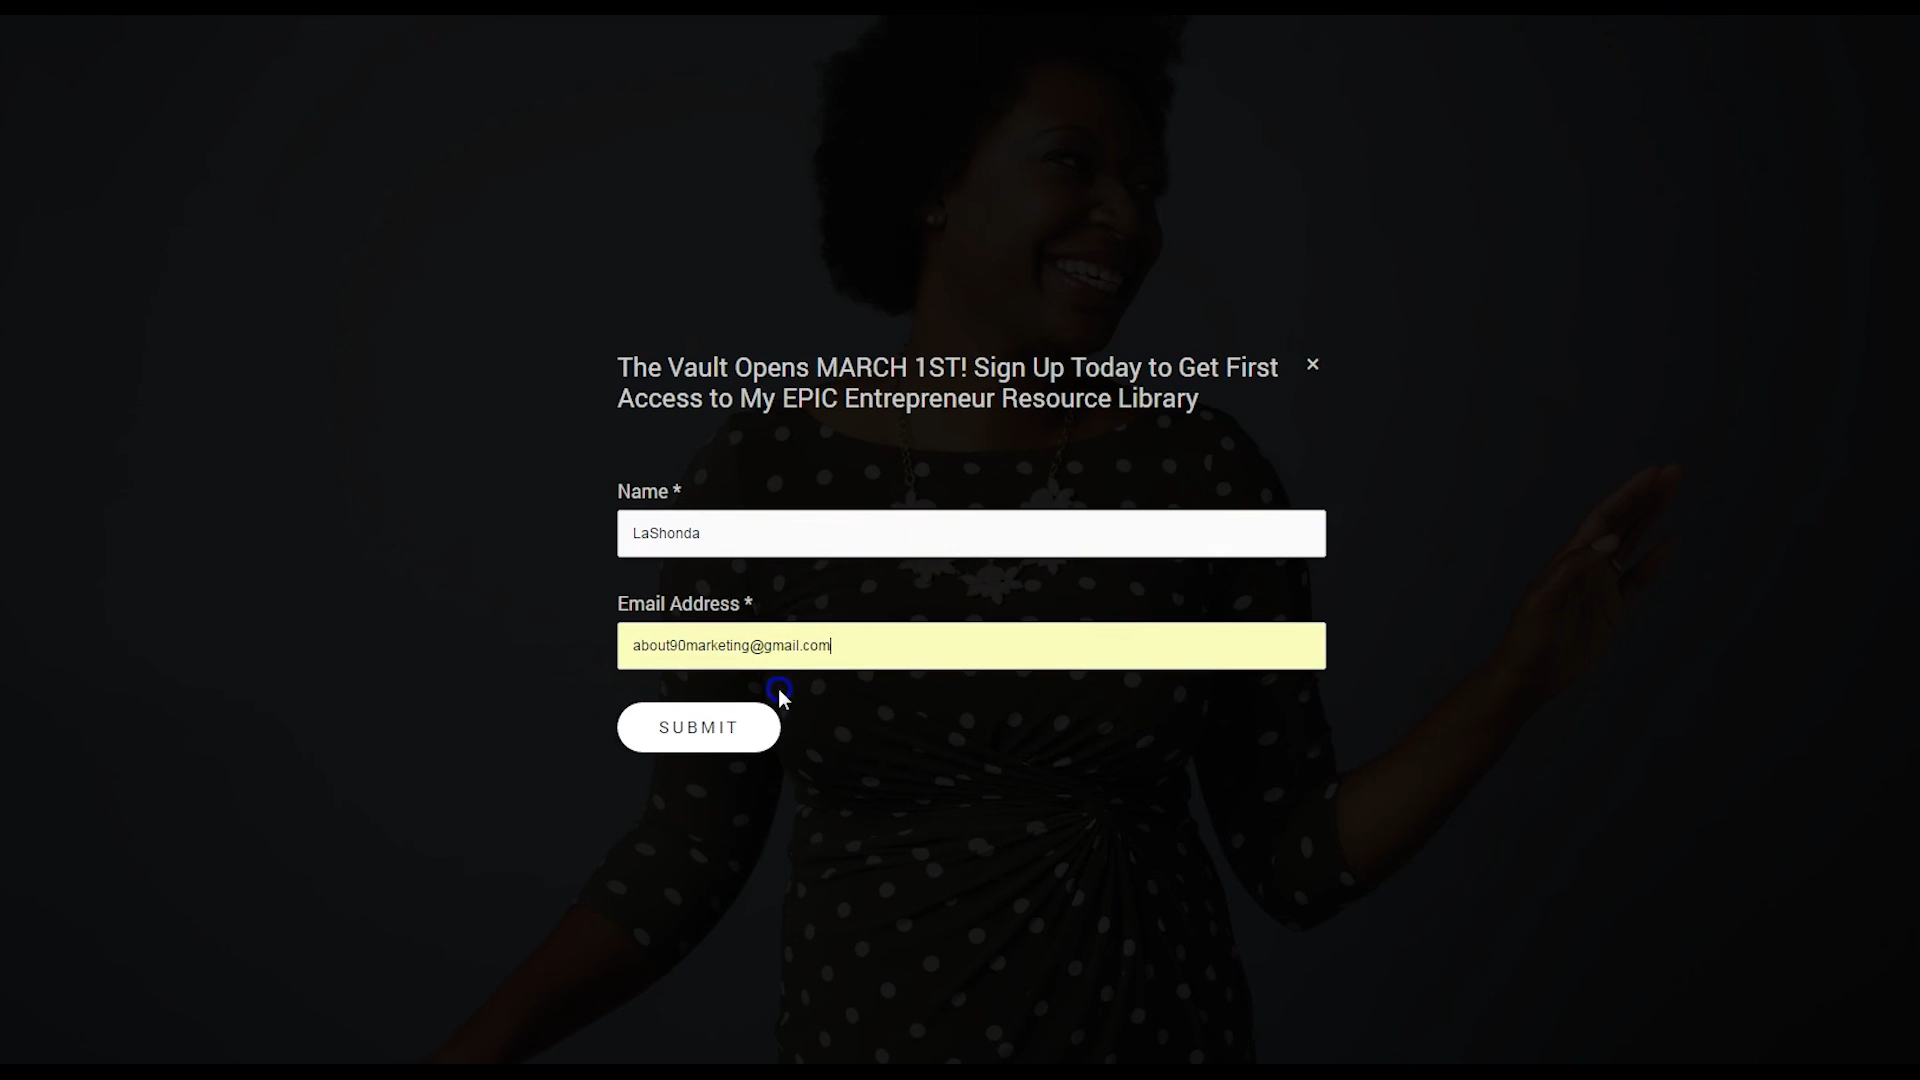 The Vault Opens MARCH 1ST! Sign Up Today to Get First
Access to My EPIC Entrepreneur Resource Library
×
Name *
LaShonda
Email Address *
about90marketing@gmail.com
SUBMIT